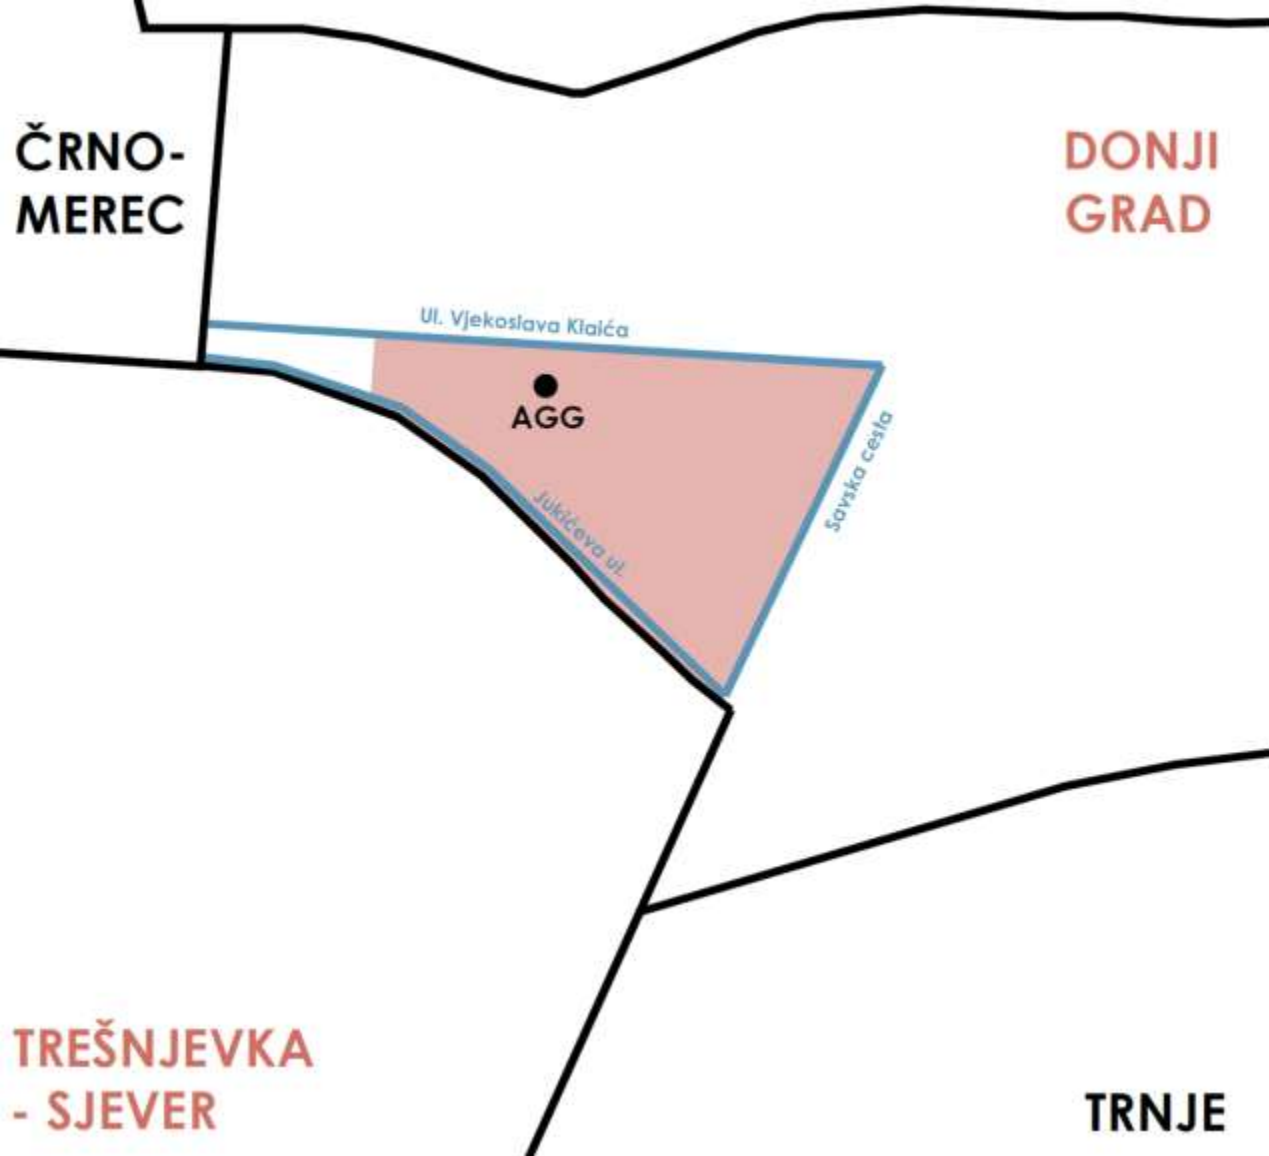 ČRNO-
MEREC
DONJI
GRAD
Ul. Vjekoslava Klaića
AGG
Savska cesta
Jukićeva ul.
TREŠNJEVKA
- SJEVER
TRNJE